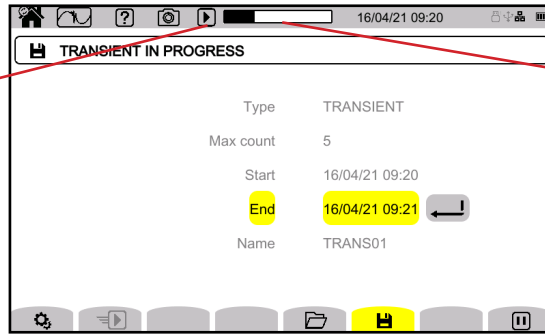 16/04/21 09:20
TRANSIENT IN PROGRESS
Type TRANSIENT
Max count 5
Start 16/04/21 09:20
End 16/04/21 09:21
Name TRANS01